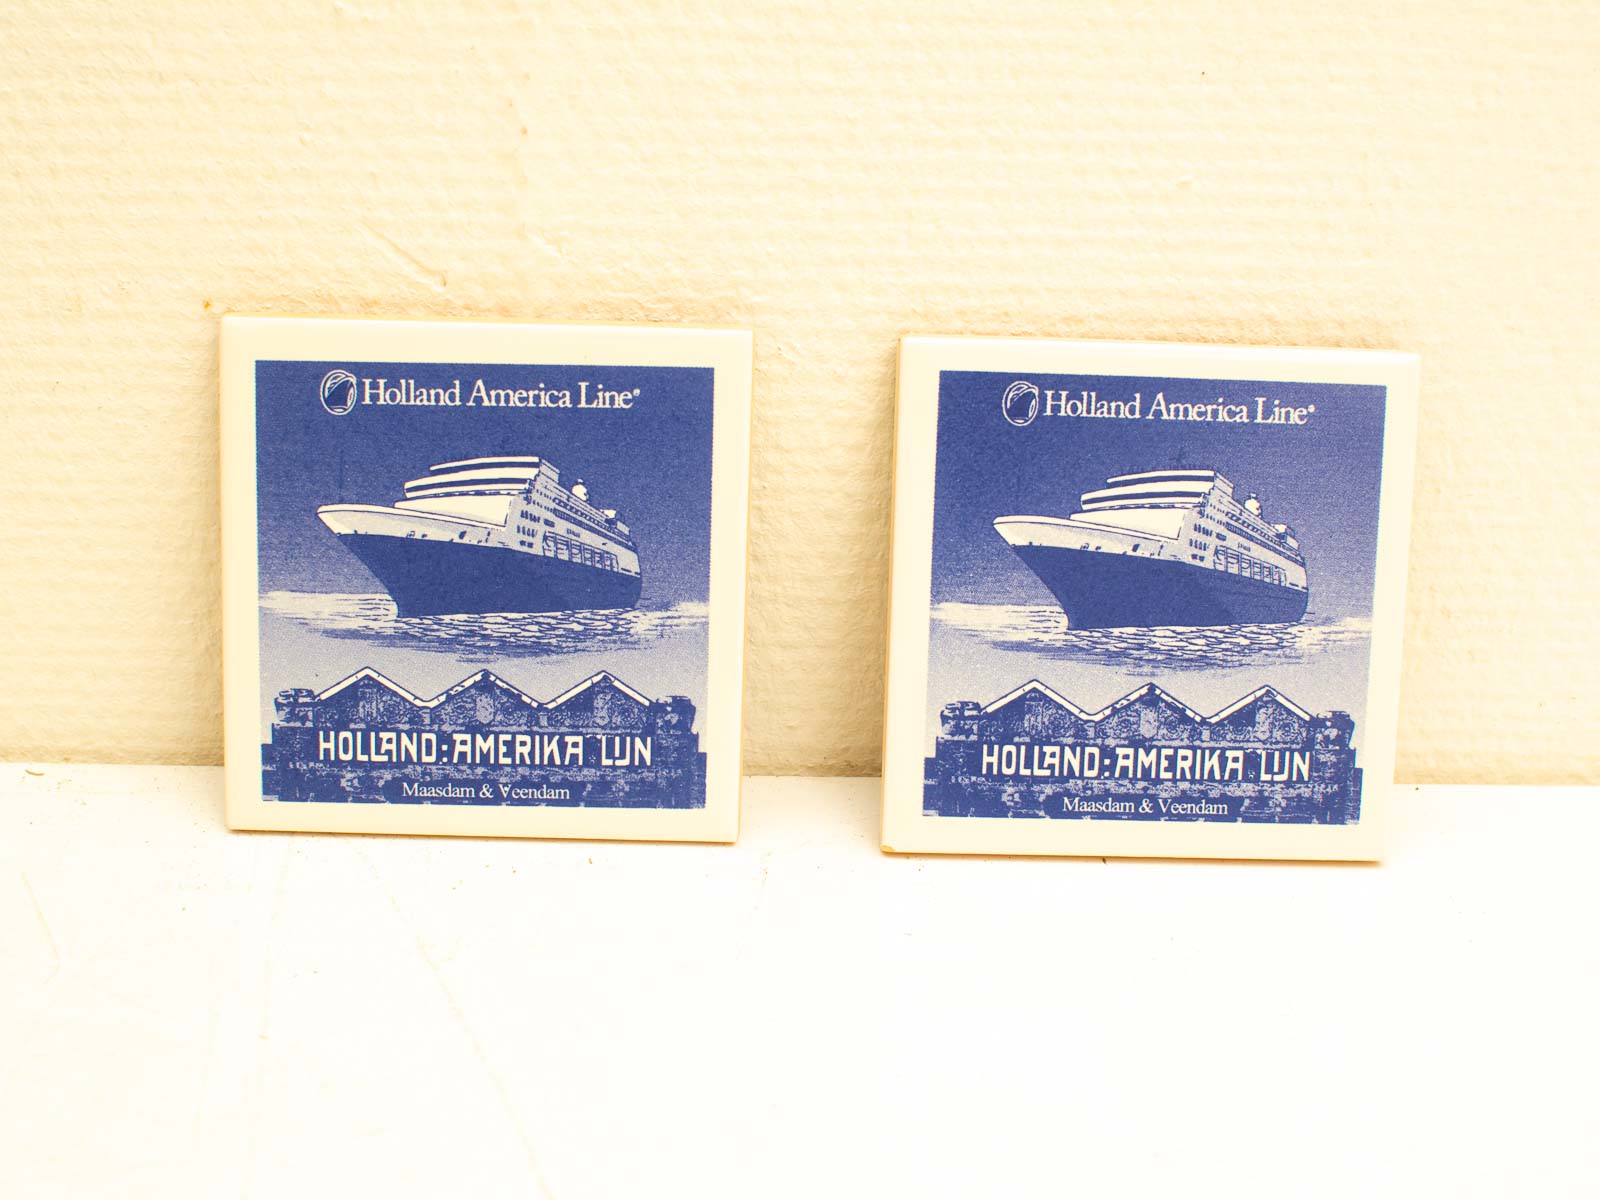 Holland America Line®
HOLLAND:AMERIKA LIJN
Maasdam & Veendam
Holland America Line®
HOLLAND:AMERIKA LIJN
Maasdam & Veendam